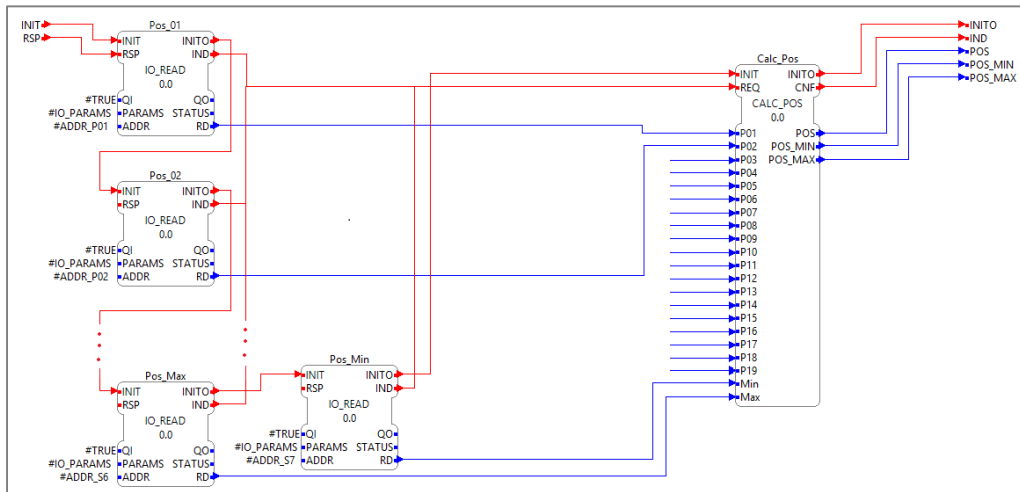 Pos_01
INIT
RSP
INIT INITO
RSP IND
IO_READ
0.0
#TRUE QI QO
#IO_PARAMS PARAMS STATUS
#ADDR_P01 ADDR RD
Pos_02
INIT INITO
RSP IND
IO_READ
0.0
#TRUE QI QO
#IO_PARAMS PARAMS STATUS
#ADDR_P02 ADDR RD
Pos_Max
INIT INITO
RSP IND
IO_READ
0.0
#TRUE QI QO
#IO_PARAMS PARAMS STATUS
#ADDR_S6 ADDR RD
Pos_Min
INIT INITO
RSP IND
IO_READ
0.0
#TRUE QI QO
#IO_PARAMS PARAMS STATUS
#ADDR_S7 ADDR RD
Calc_Pos
INIT INITO
REQ CNF
CALC_POS
0.0
P01 POS
P02 POS_MIN
P03 POS_MAX
P04
P05
P06
P07
P08
P09
P10
P11
P12
P13
P14
P15
P16
P17
P18
P19
Min
Max
INITO
IND
POS
POS_MIN
POS_MAX